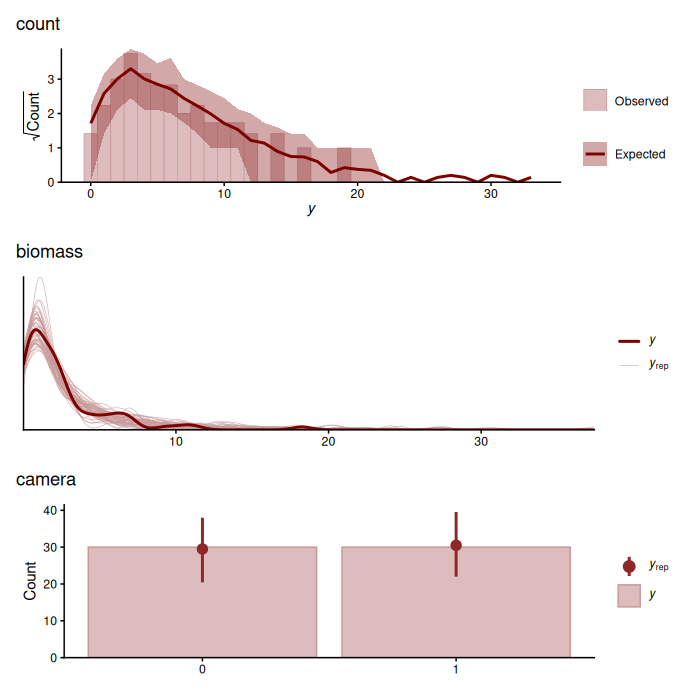 count
√Count
3
2
1
0
0 10 20 30
y
Observed
Expected
biomass
10 20 30
y
yrep
camera
Count
40
30
20
10
0
0 1
yrep
y